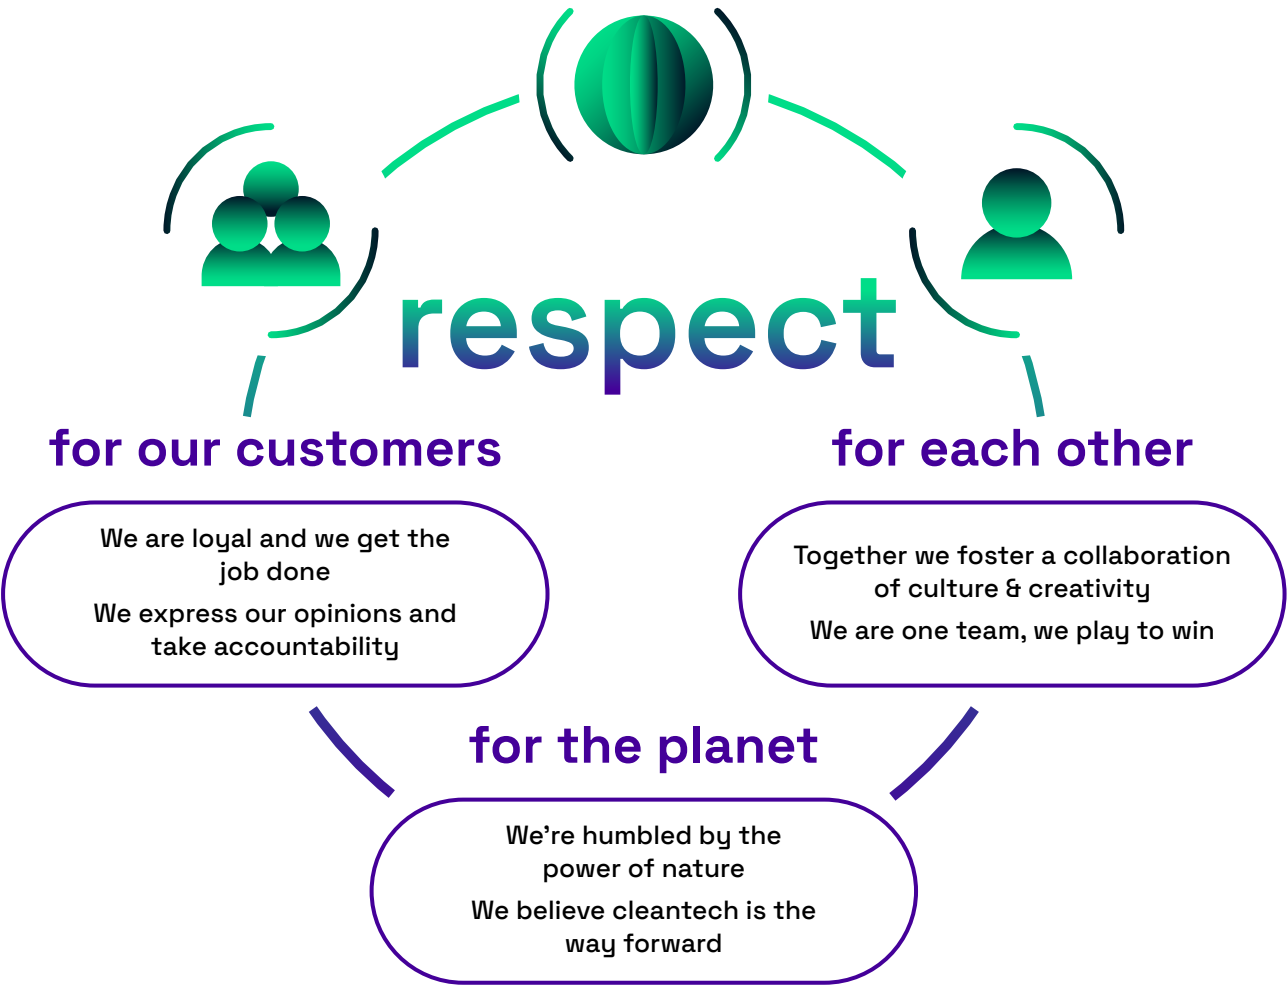 respect
for our customers
We are loyal and we get the
job done
We express our opinions and
take accountability
for each other
Together we foster a collaboration
of culture & creativity
We are one team, we play to win
for the planet
We're humbled by the
power of nature
We believe cleantech is the
way forward